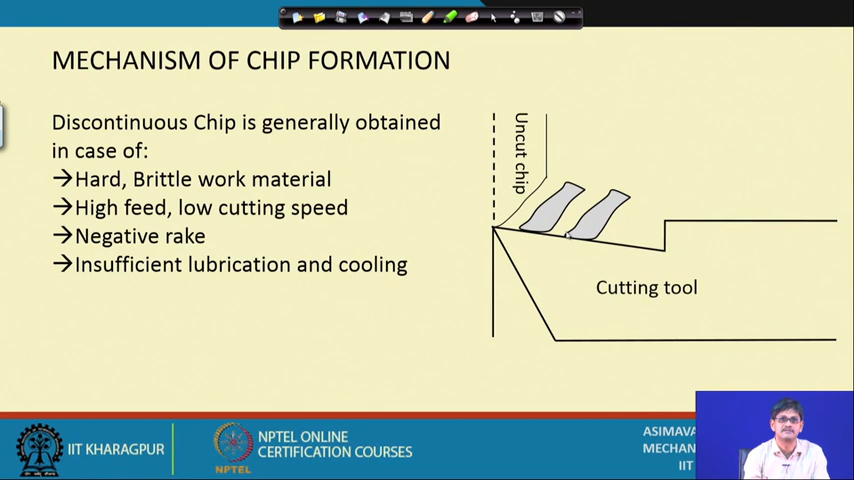 MECHANISM OF CHIP FORMATION
Discontinuous Chip is generally obtained
in case of:
→Hard, Brittle work material
→High feed, low cutting speed
→Negative rake
→Insufficient lubrication and cooling
Uncut chip
Cutting tool
IIT KHARAGPUR
NPTEL
NPTEL ONLINE
CERTIFICATION COURSES
ASIMAVA
MECHAN
IIT